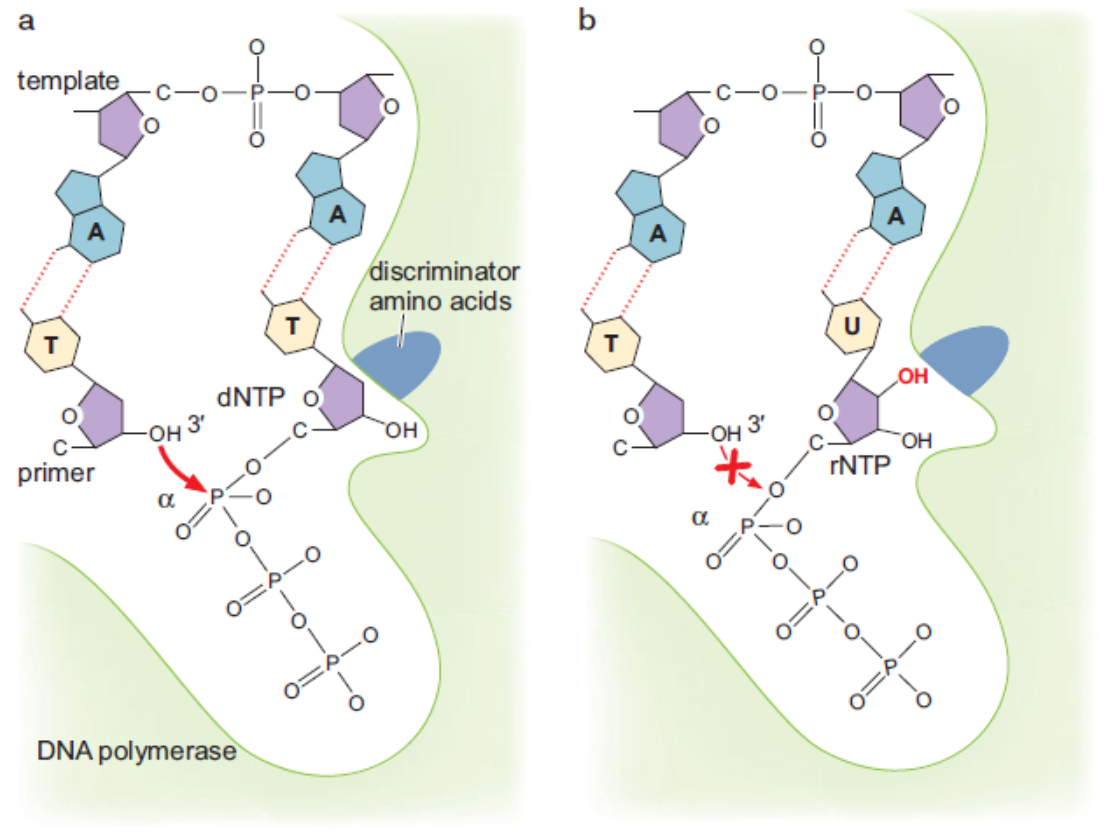 a
template
C O P O
O
O
O
O
A
A
discriminator
amino acids
T
T
dNTP
O
O
OH 3′
C
OH
C
primer
O
α
P O
O
O
O
P
O
O
O
P
O
O
DNA polymerase
b
C O P O
O
O
O
O
A
A
T
U
OH
O
O
OH 3′
C
OH
C
rNTP
O
α
P O
O
O
O
P
O
O
O
P
O
O